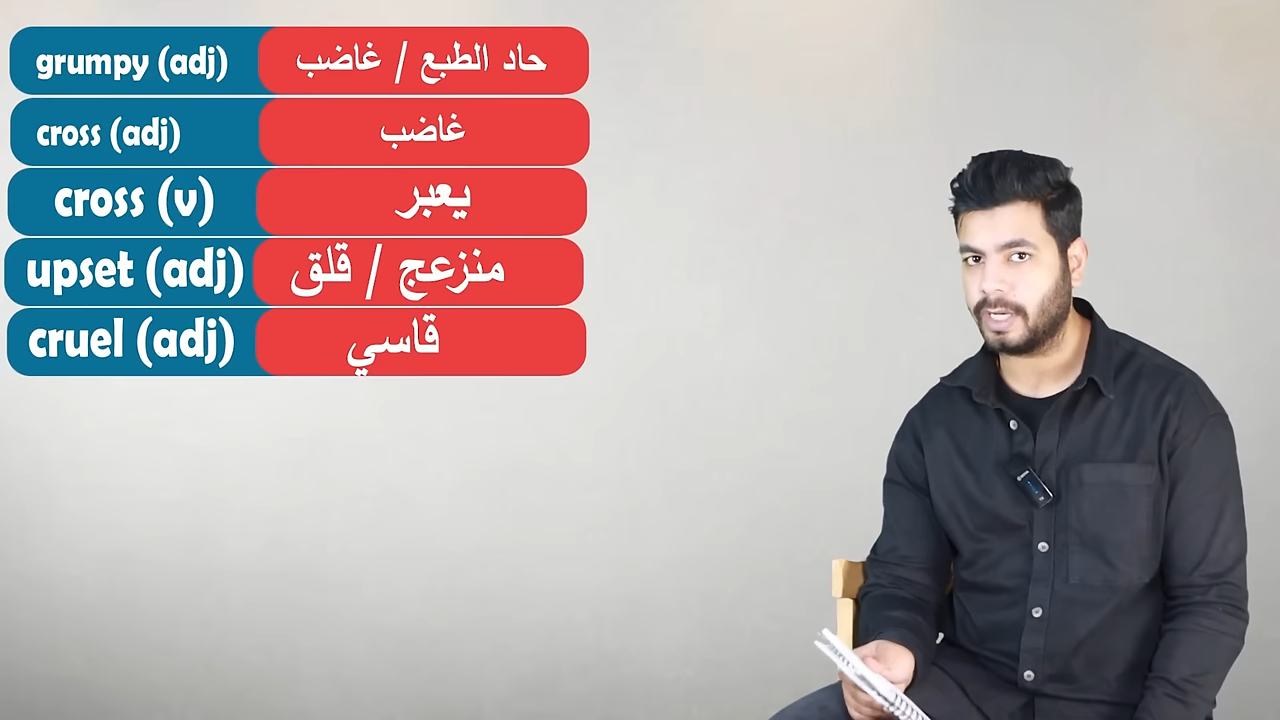 grumpy (adj) حاد الطبع / غاضب
cross (adj) غاضب
cross (v) يعبر
upset (adj) منزعج / قلق
cruel (adj) قاسي